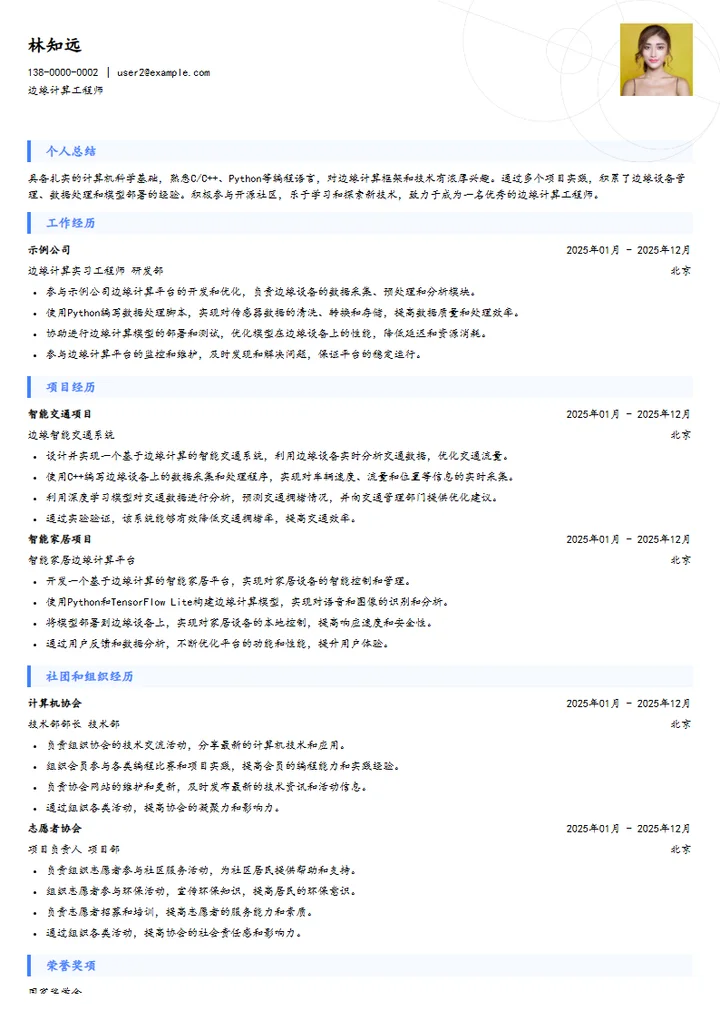 林知远
138-0000-0002 | user2@example.com
边缘计算工程师
个人总结
具备扎实的计算机科学基础，熟悉C/C++、Python等编程语言，对边缘计算框架和技术有浓厚兴趣。通过多个项目实践，积累了边缘设备管
理、数据处理和模型部署的经验。积极参与开源社区，乐于学习和探索新技术，致力于成为一名优秀的边缘计算工程师。
工作经历
示例公司 2025年01月 - 2025年12月
边缘计算实习工程师 研发部 北京
• 参与示例公司边缘计算平台的开发和优化，负责边缘设备的数据采集、预处理和分析模块。
• 使用Python编写数据处理脚本，实现对传感器数据的清洗、转换和存储，提高数据质量和处理效率。
• 协助进行边缘计算模型的部署和测试，优化模型在边缘设备上的性能，降低延迟和资源消耗。
• 参与边缘计算平台的监控和维护，及时发现和解决问题，保证平台的稳定运行。
项目经历
智能交通项目 2025年01月 - 2025年12月
边缘智能交通系统 北京
• 设计并实现一个基于边缘计算的智能交通系统，利用边缘设备实时分析交通数据，优化交通流量。
• 使用C++编写边缘设备上的数据采集和处理程序，实现对车辆速度、流量和位置等信息的实时采集。
• 利用深度学习模型对交通数据进行分析，预测交通拥堵情况，并向交通管理部门提供优化建议。
• 通过实验验证，该系统能够有效降低交通拥堵率，提高交通效率。
智能家居项目 2025年01月 - 2025年12月
智能家居边缘计算平台 北京
• 开发一个基于边缘计算的智能家居平台，实现对家居设备的智能控制和管理。
• 使用Python和TensorFlow Lite构建边缘计算模型，实现对语音和图像的识别和分析。
• 将模型部署到边缘设备上，实现对家居设备的本地控制，提高响应速度和安全性。
• 通过用户反馈和数据分析，不断优化平台的功能和性能，提升用户体验。
社团和组织经历
计算机协会 2025年01月 - 2025年12月
技术部部长 技术部 北京
• 负责组织协会的技术交流活动，分享最新的计算机技术和应用。
• 组织会员参与各类编程比赛和项目实践，提高会员的编程能力和实践经验。
• 负责协会网站的维护和更新，及时发布最新的技术资讯和活动信息。
• 通过组织各类活动，提高协会的凝聚力和影响力。
志愿者协会 2025年01月 - 2025年12月
项目负责人 项目部 北京
• 负责组织志愿者参与社区服务活动，为社区居民提供帮助和支持。
• 组织志愿者参与环保活动，宣传环保知识，提高居民的环保意识。
• 负责志愿者招募和培训，提高志愿者的服务能力和素质。
• 通过组织各类活动，提高协会的社会责任感和影响力。
荣誉奖项